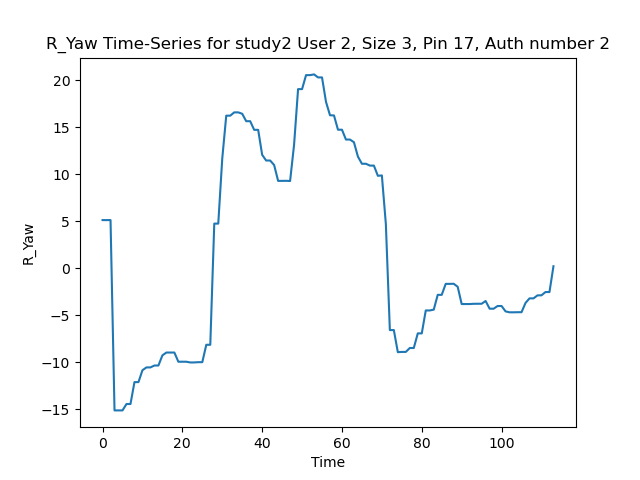 R_Yaw Time-Series for study2 User 2, Size 3, Pin 17, Auth number 2
20
15
10
5
0
−5
−10
−15
R_Yaw
0 20 40 60 80 100
Time